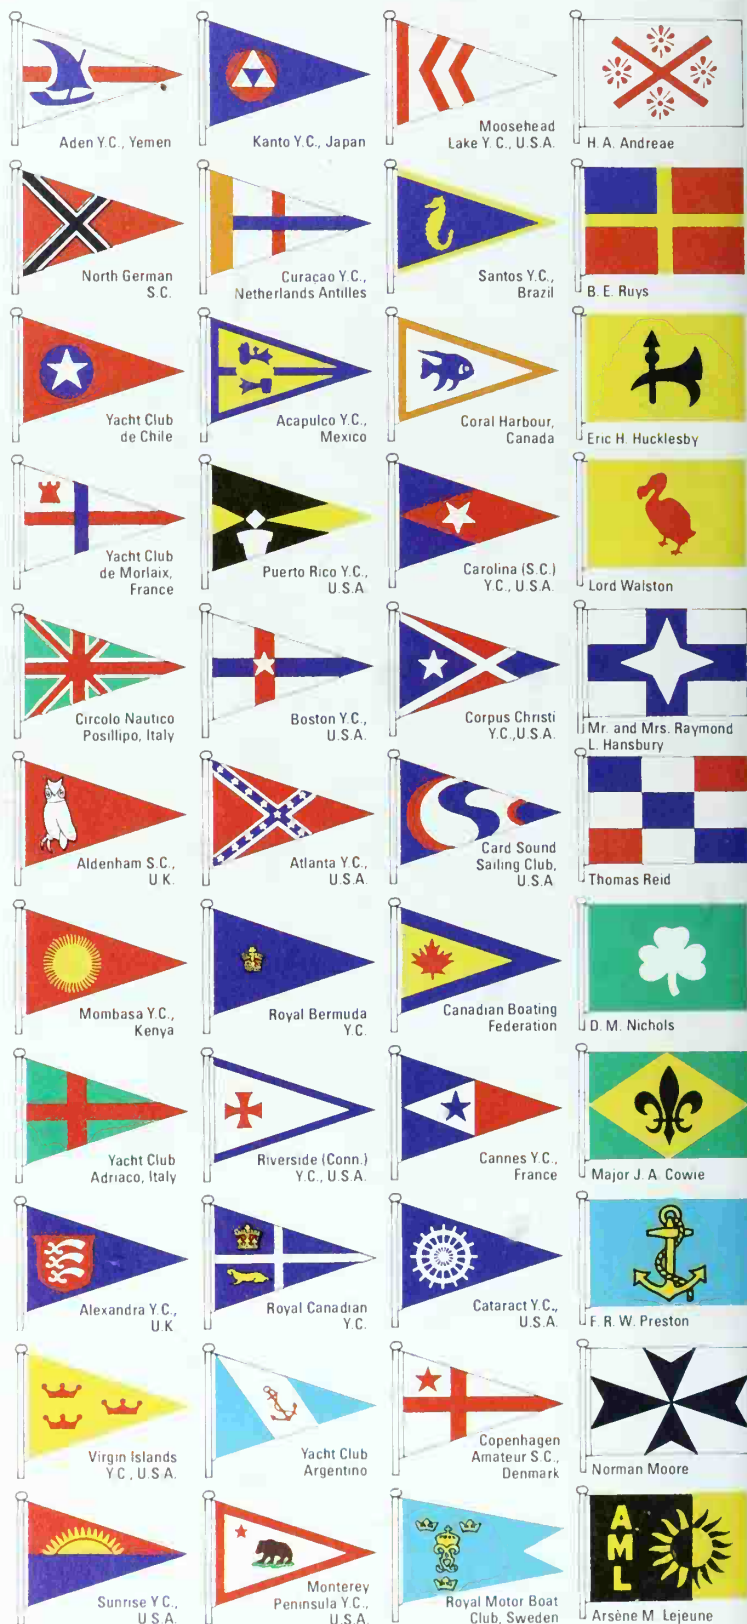 Aden Y.C., Yemen
Kanto Y.C., Japan
Moosehead
Lake Y.C., U.S.A.
H. A. Andreae
North German
S.C.
Curaçao Y.C.,
Netherlands Antilles
Santos Y.C.,
Brazil
B. E. Ruys
Yacht Club
de Chile
Acapulco Y.C.,
Mexico
Coral Harbour,
Canada
Eric H. Hucklesby
Yacht Club
de Morlaix,
France
Puerto Rico Y.C.,
U.S.A.
Carolina (S.C.)
Y.C., U.S.A.
Lord Walston
Circolo Nautico
Posillipo, Italy
Boston Y.C.,
U.S.A.
Corpus Christi
Y.C.,U.S.A.
Mr. and Mrs. Raymond
L. Hansbury
Aldenham S.C.,
U.K.
Atlanta Y.C.,
U.S.A.
Card Sound
Sailing Club,
U.S.A.
Thomas Reid
Mombasa Y.C.,
Kenya
Royal Bermuda
Y.C.
Canadian Boating
Federation
D. M. Nichols
Yacht Club
Adriaco, Italy
Riverside (Conn.)
Y.C., U.S.A.
Cannes Y.C.,
France
Major J. A. Cowie
Alexandra Y.C.,
U.K
Royal Canadian
Y.C.
Cataract Y.C.,
U.S.A.
F. R. W. Preston
Virgin Islands
Y.C., U.S.A.
Yacht Club
Argentino
Copenhagen
Amateur S.C.,
Denmark
Norman Moore
Sunrise Y.C.,
U.S.A.
Monterey
Peninsula Y.C.,
U.S.A.
Royal Motor Boat
Club, Sweden
A
M
L
Arsène M. Lejeune